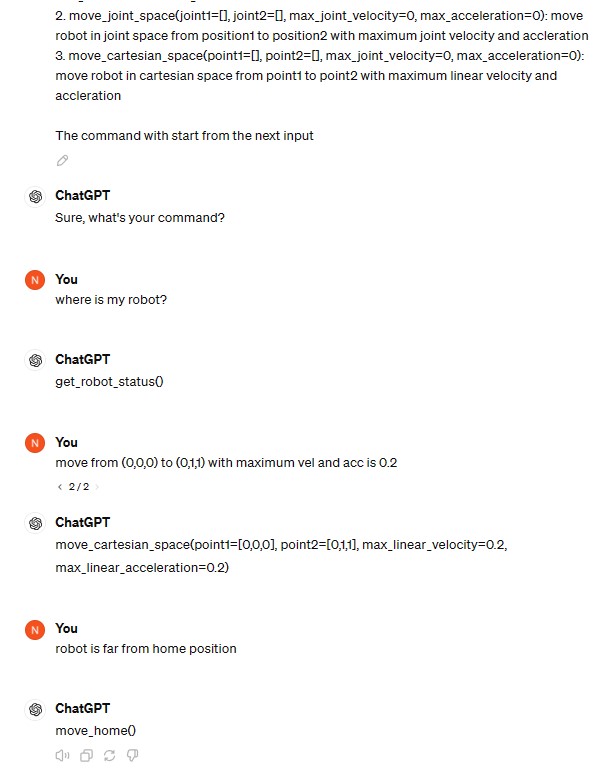 2. move_joint_space(joint1=[], joint2=[], max_joint_velocity=0, max_acceleration=0): move
robot in joint space from position1 to position2 with maximum joint velocity and accleration
3. move_cartesian_space(point1=[], point2=[], max_joint_velocity=0, max_acceleration=0):
move robot in cartesian space from point1 to point2 with maximum linear velocity and
accleration
The command with start from the next input
ChatGPT
Sure, what's your command?
N
You
where is my robot?
ChatGPT
get_robot_status()
N
You
move from (0,0,0) to (0,1,1) with maximum vel and acc is 0.2
< 2/2 >
ChatGPT
move_cartesian_space(point1=[0,0,0], point2=[0,1,1], max_linear_velocity=0.2,
max_linear_acceleration=0.2)
N
You
robot is far from home position
ChatGPT
move_home()